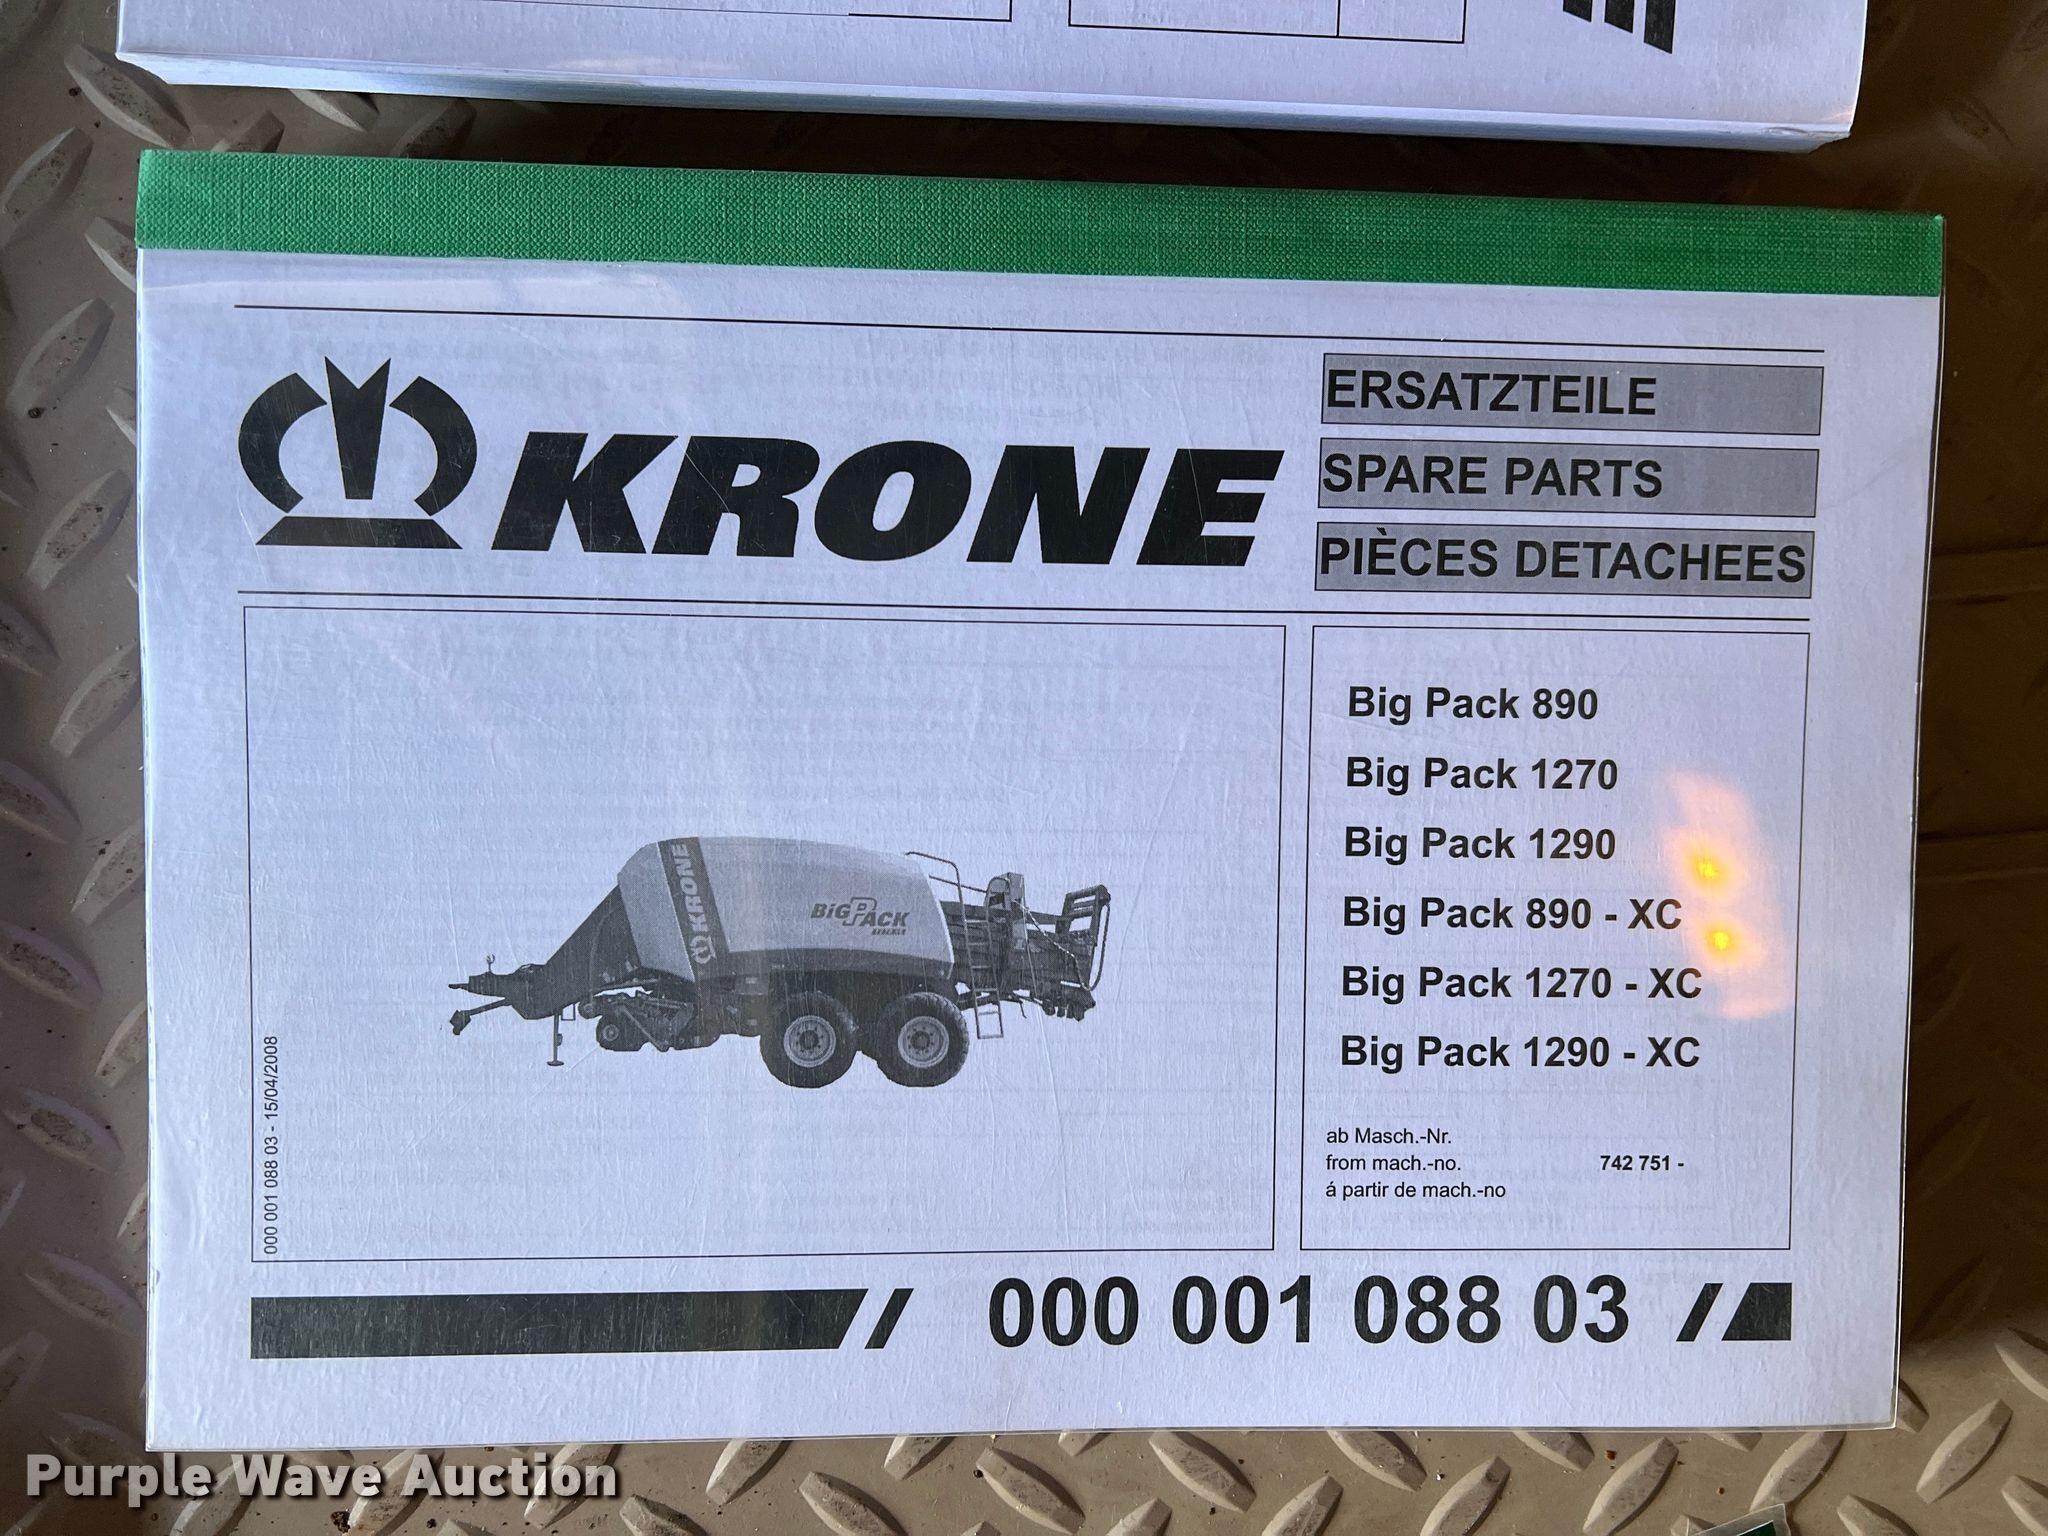 KRONE
ERSATZTEILE
SPARE PARTS
PIÈCES DETACHEES
KRONE
BiG PACK
Big Pack 890
Big Pack 1270
Big Pack 1290
Big Pack 890 - XC
Big Pack 1270 - XC
Big Pack 1290 - XC
ab Masch.-Nr.
from mach.-no. 742 751 -
á partir de mach.-no
000 001 088 03 - 15/04/2008
000 001 088 03
Purple Wave Auction